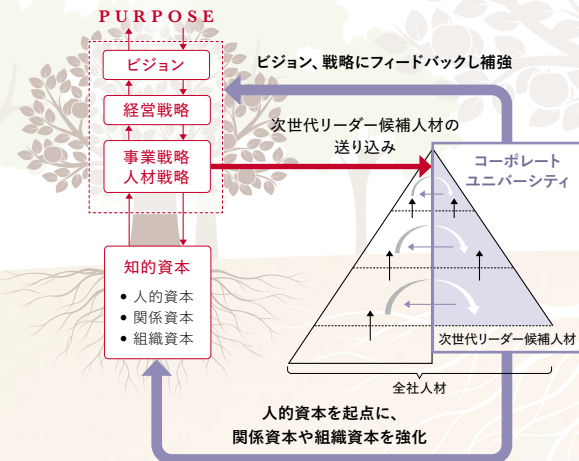 PURPOSE
ビジョン
経営戦略
事業戦略
人材戦略
知的資本
• 人的資本
• 関係資本
• 組織資本
ビジョン、戦略にフィードバックし補強
次世代リーダー候補人材の
送り込み
コーポレート
ユニバーシティ
次世代リーダー候補人材
全社人材
人的資本を起点に、
関係資本や組織資本を強化